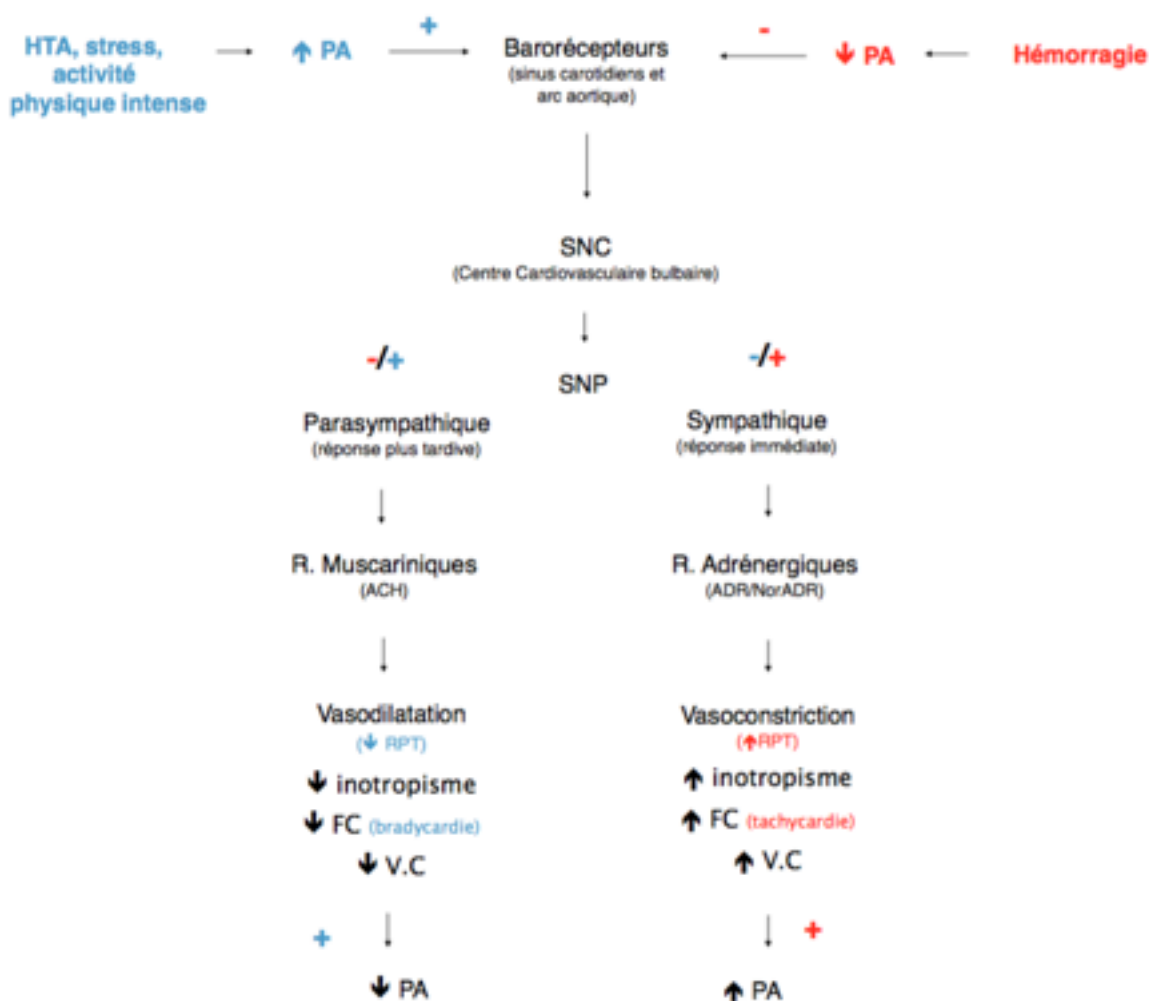 HTA, stress,
activité
physique intense
↑ PA
+
Barorécepteurs
(sinus carotidiens et
arc aortique)
-
↓ PA
Hémorragie
SNC
(Centre Cardiovasculaire bulbaire)
-/+
-/+
SNP
Parasympathique
(réponse plus tardive)
Sympathique
(réponse immédiate)
R. Muscariniques
(ACH)
R. Adrénergiques
(ADR/NorADR)
Vasodilatation
(↓ RPT)
↓ inotropisme
↓ FC (bradycardie)
↓ V.C
Vasoconstriction
(↑RPT)
↑ inotropisme
↑ FC (tachycardie)
↑ V.C
+
↓ PA
+
↑ PA